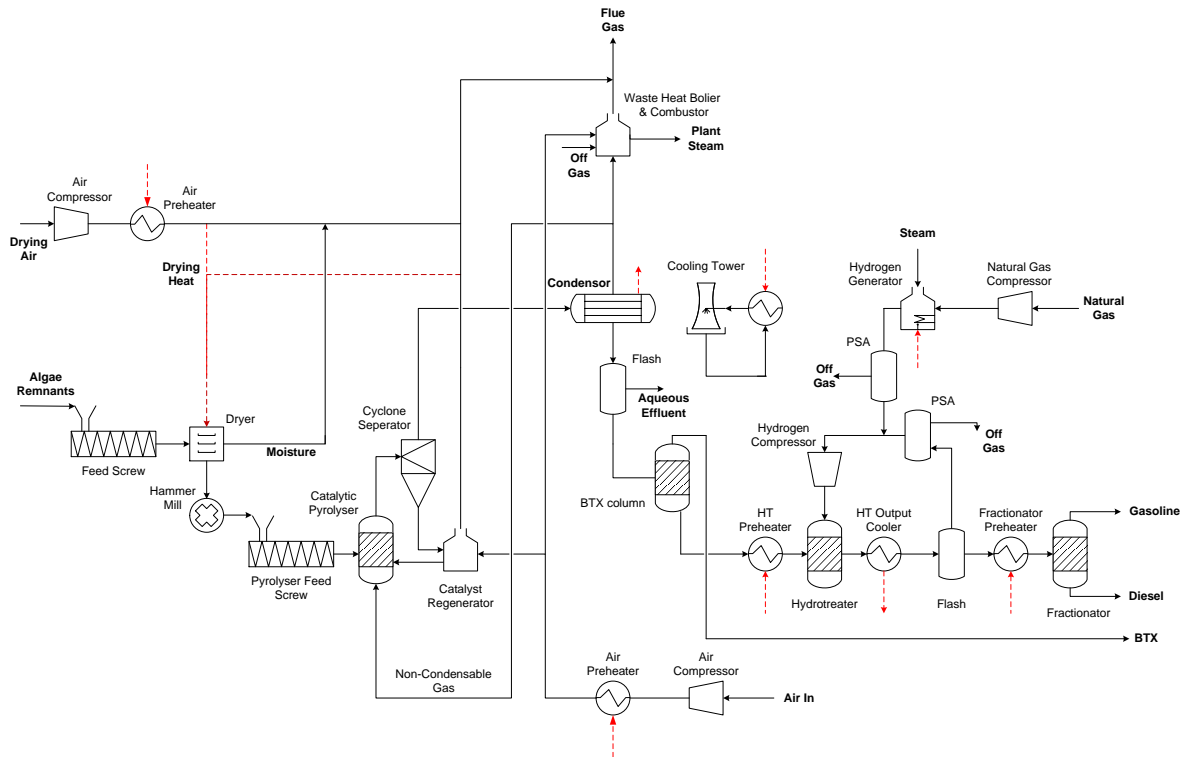 Flue
Gas
Waste Heat Bolier
& Combustor
Plant
Steam
Off
Gas
Air
Compressor
Air
Preheater
Drying
Air
Drying
Heat
Steam
Condensor
Cooling Tower
Hydrogen
Generator
Natural Gas
Compressor
Natural
Gas
PSA
Off
Gas
Flash
Aqueous
Effluent
Algae
Remnants
Dryer
Cyclone
Seperator
PSA
Hydrogen
Compressor
Off
Gas
Moisture
Feed Screw
Hammer
Mill
Catalytic
Pyrolyser
BTX column
HT
Preheater
HT Output
Cooler
Fractionator
Preheater
Gasoline
Pyrolyser Feed
Screw
Catalyst
Regenerator
Hydrotreater
Flash
Fractionator
Diesel
BTX
Non-Condensable
Gas
Air
Preheater
Air
Compressor
Air In